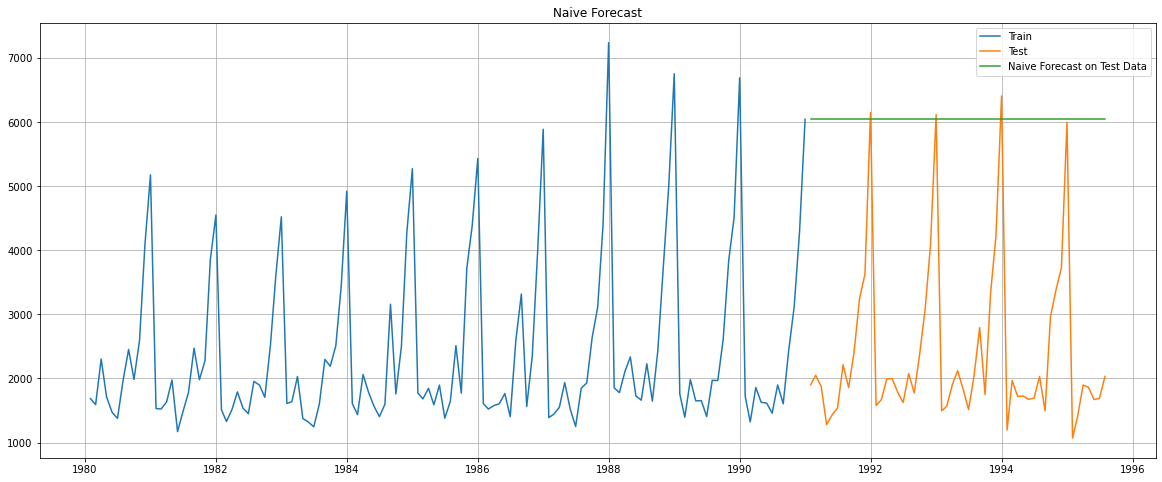 Naive Forecast
Train
Test
Naive Forecast on Test Data
7000
6000
5000
4000
3000
2000
1000
1980 1982 1984 1986 1988 1990 1992 1994 1996